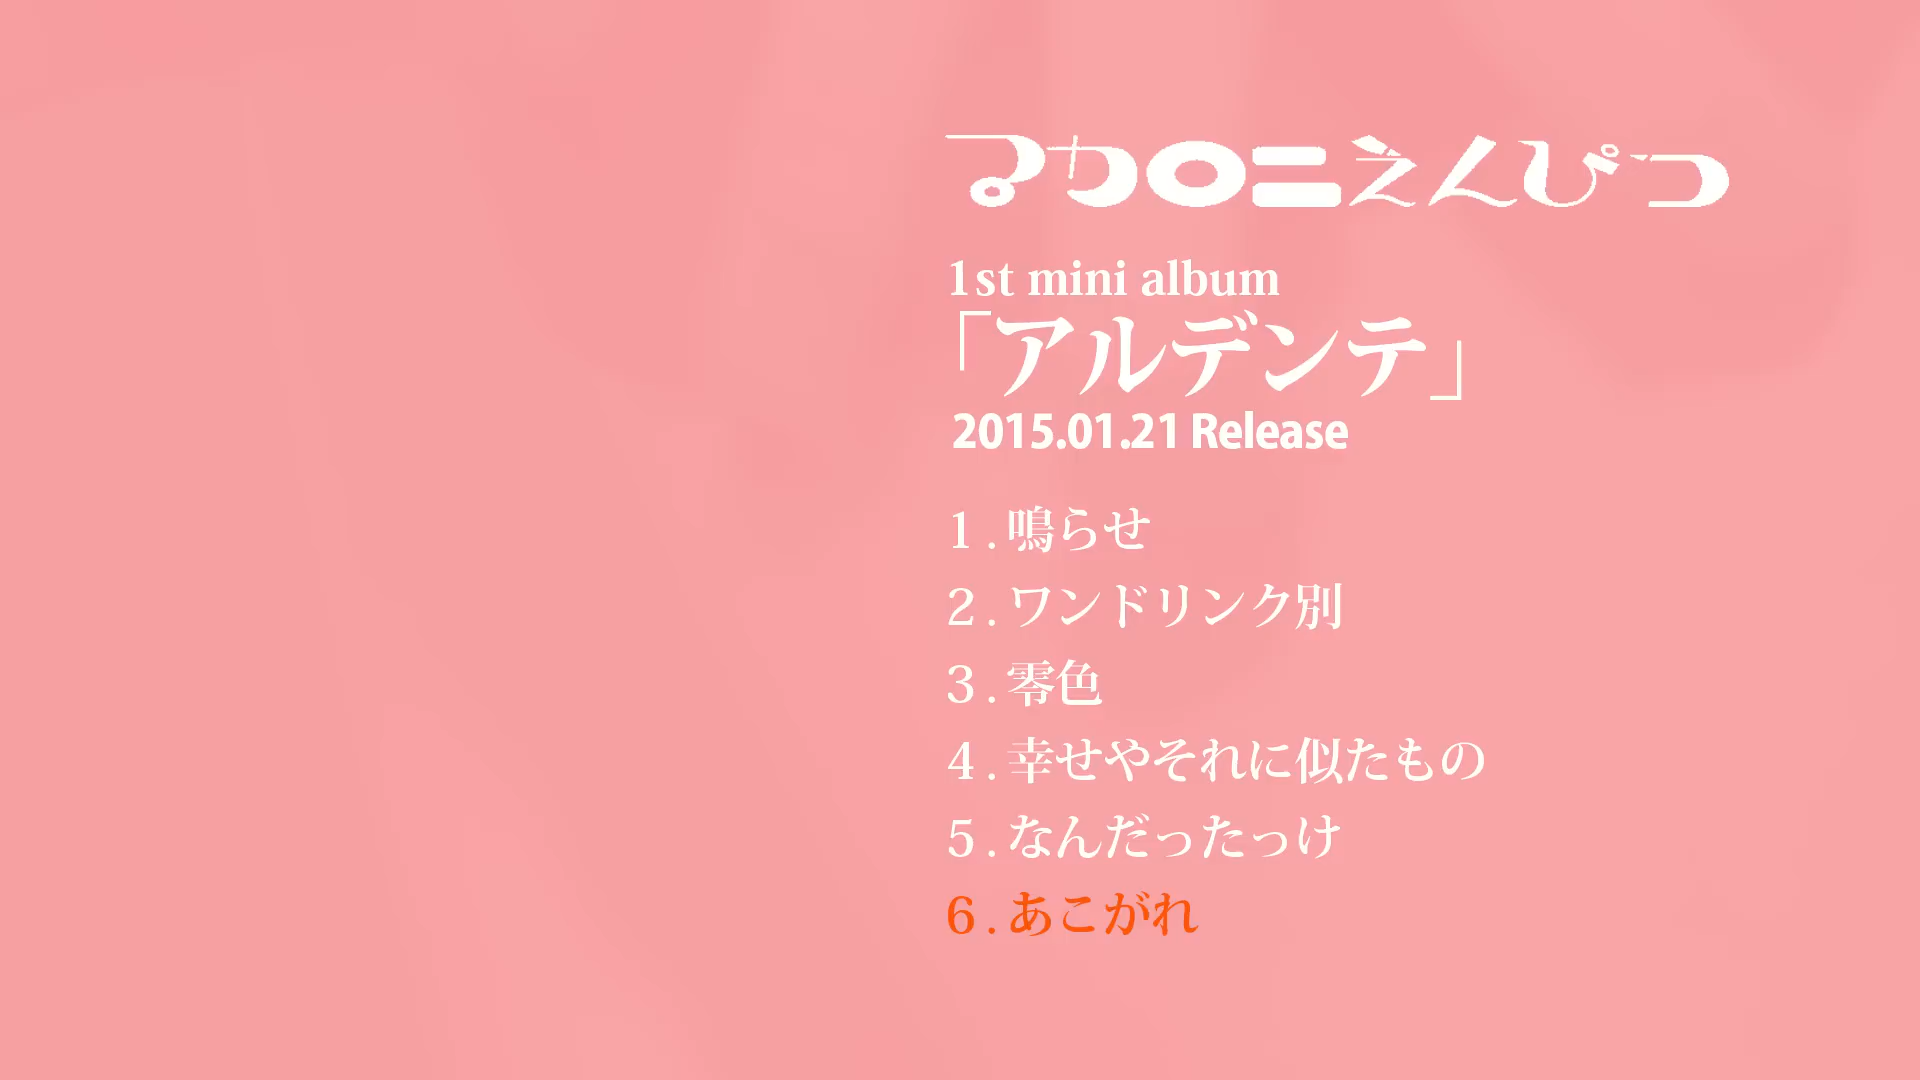 マカロニえんぴつ
1st mini album
「アルデンテ」
2015.01.21 Release
1.鳴らせ
2.ワンドリンク別
3.零色
4.幸せやそれに似たもの
5.なんだったっけ
6.あこがれ